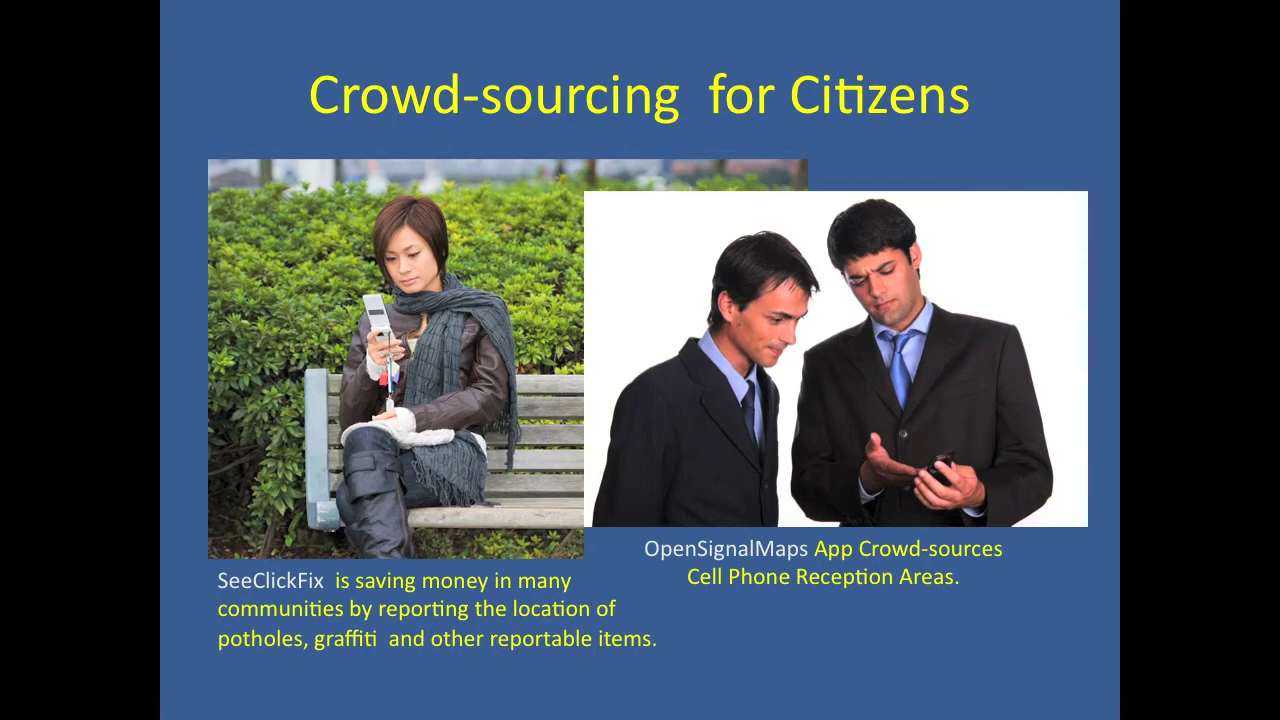 Crowd-sourcing for Citizens
OpenSignalMaps App Crowd-sources
Cell Phone Reception Areas.
SeeClickFix is saving money in many
communities by reporting the location of
potholes, graffiti and other reportable items.